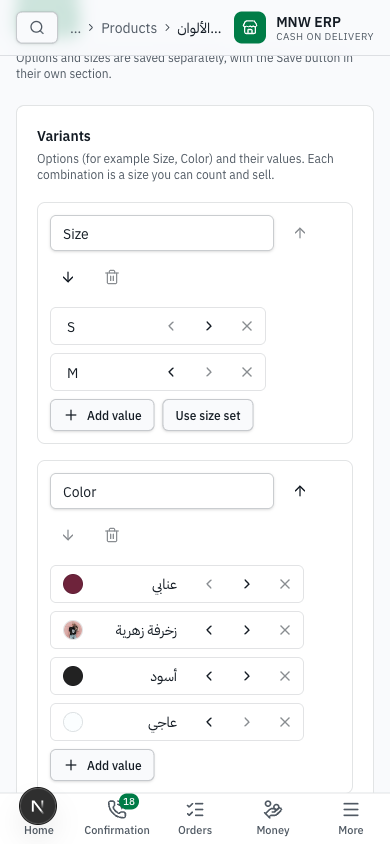 ... > Products > الألوان...
MNW ERP
CASH ON DELIVERY
Options and sizes are saved separately, with the Save button in
their own section.
Variants
Options (for example Size, Color) and their values. Each
combination is a size you can count and sell.
Size
S
M
Add value
Use size set
Color
عنابي
زخرفة زهرية
أسود
عاجي
Add value
N
18
Home
Confirmation
Orders
Money
More